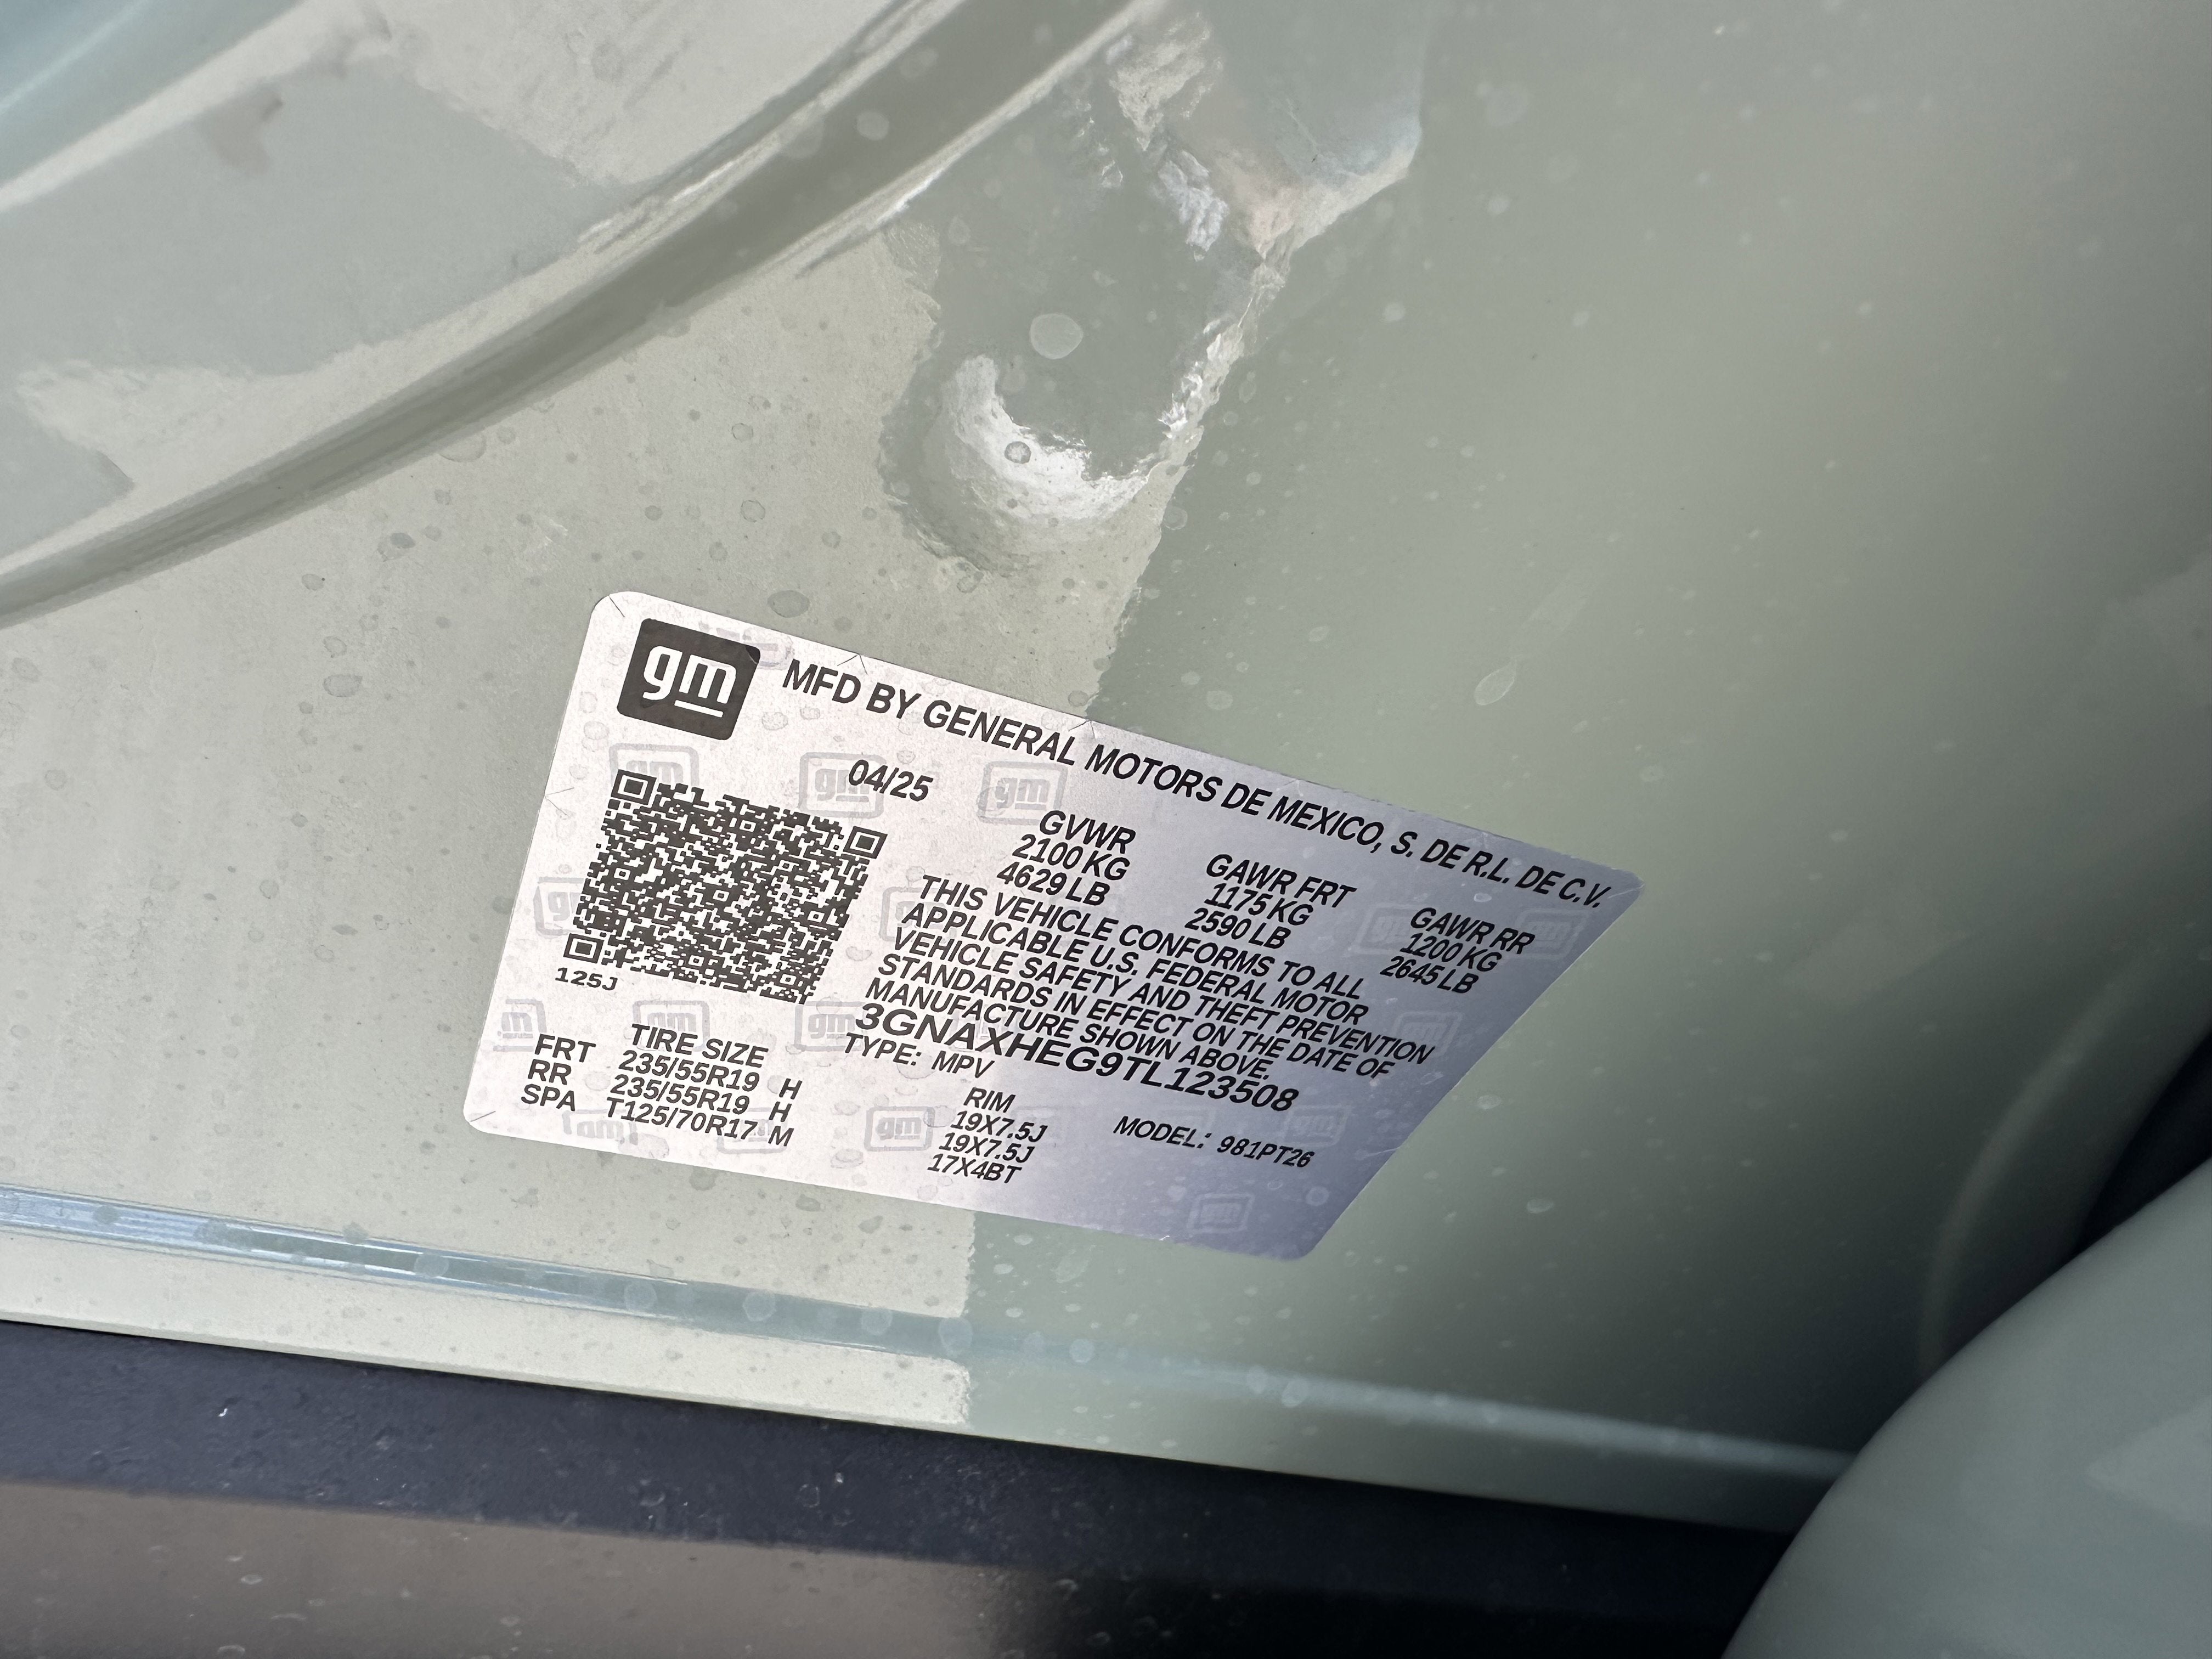 gm MFD BY GENERAL MOTORS DE MEXICO, S. DE R.L. DE C.V.
04/25
GVWR GAWR FRT GAWR RR
2100 KG 1175 KG 1200 KG
4629 LB 2590 LB 2645 LB
THIS VEHICLE CONFORMS TO ALL
APPLICABLE U.S. FEDERAL MOTOR
VEHICLE SAFETY AND THEFT PREVENTION
STANDARDS IN EFFECT ON THE DATE OF
MANUFACTURE SHOWN ABOVE.
125J
3GNAXHEG9TL123508
TYPE: MPV MODEL: 981PT26
TIRE SIZE RIM
FRT 235/55R19 H 19X7.5J
RR 235/55R19 H 19X7.5J
SPA T125/70R17 M 17X4BT